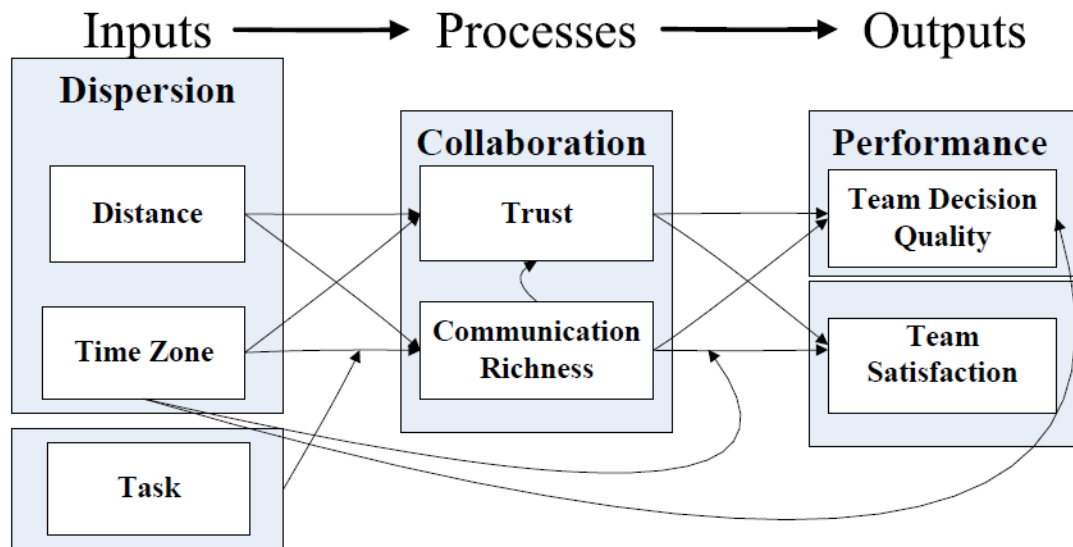 Inputs
Processes
Outputs
Dispersion
Distance
Time Zone
Task
Collaboration
Trust
Communication
Richness
Performance
Team Decision
Quality
Team
Satisfaction